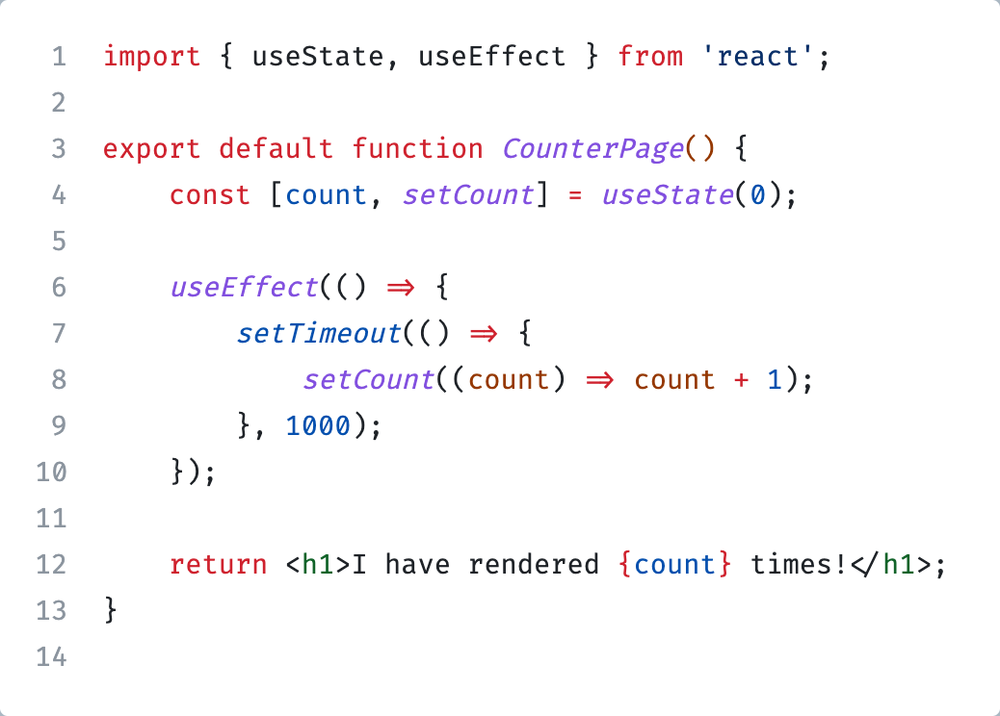 1 import { useState, useEffect } from 'react';
2
3 export default function CounterPage() {
4     const [count, setCount] = useState(0);
5
6     useEffect(() => {
7         setTimeout(() => {
8             setCount((count) => count + 1);
9         }, 1000);
10     });
11
12     return <h1>I have rendered {count} times!</h1>;
13 }
14